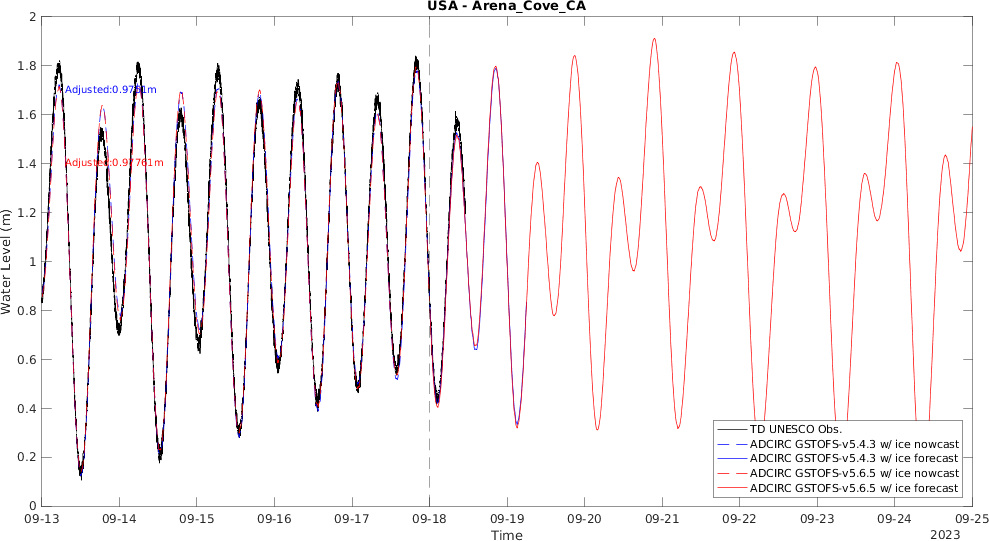 USA - Arena_Cove_CA
2
1.8
1.6
1.4
1.2
1
0.8
0.6
0.4
0.2
0
Water Level (m)
Adjusted:0.9761m
Adjusted:0.97761m
TD UNESCO Obs.
ADCIRC GSTOFS-v5.4.3 w/ ice nowcast
ADCIRC GSTOFS-v5.4.3 w/ ice forecast
ADCIRC GSTOFS-v5.6.5 w/ ice nowcast
ADCIRC GSTOFS-v5.6.5 w/ ice forecast
09-13 09-14 09-15 09-16 09-17 09-18 09-19 09-20 09-21 09-22 09-23 09-24 09-25
Time
2023